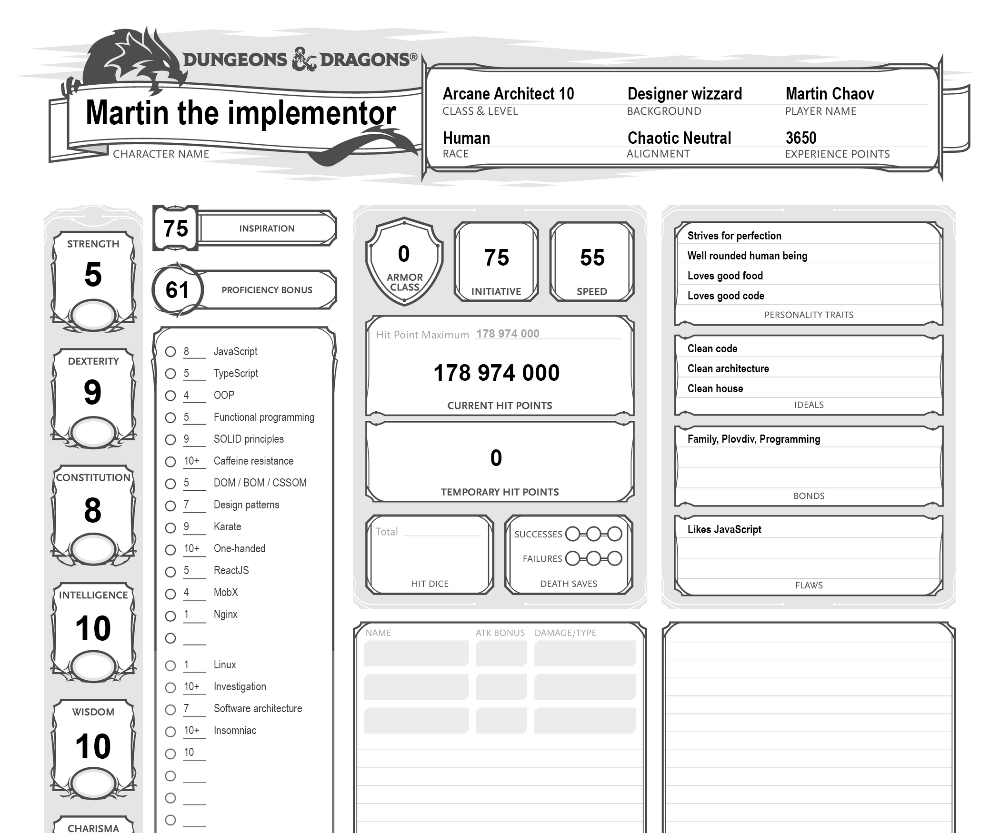 DUNGEONS & DRAGONS®
Martin the implementor
CHARACTER NAME
Arcane Architect 10 Designer wizzard Martin Chaov
CLASS & LEVEL BACKGROUND PLAYER NAME
Human Chaotic Neutral 3650
RACE ALIGNMENT EXPERIENCE POINTS
STRENGTH
5
DEXTERITY
9
CONSTITUTION
8
INTELLIGENCE
10
WISDOM
10
CHARISMA
75 INSPIRATION
61 PROFICIENCY BONUS
8 JavaScript
5 TypeScript
4 OOP
5 Functional programming
9 SOLID principles
10+ Caffeine resistance
5 DOM / BOM / CSSOM
7 Design patterns
9 Karate
10+ One-handed
5 ReactJS
4 MobX
1 Nginx
1 Linux
10+ Investigation
7 Software architecture
10+ Insomniac
10
0
ARMOR
CLASS
75
INITIATIVE
55
SPEED
Hit Point Maximum 178 974 000
178 974 000
CURRENT HIT POINTS
0
TEMPORARY HIT POINTS
Total
HIT DICE
SUCCESSES
FAILURES
DEATH SAVES
NAME ATK BONUS DAMAGE/TYPE
Strives for perfection
Well rounded human being
Loves good food
Loves good code
PERSONALITY TRAITS
Clean code
Clean architecture
Clean house
IDEALS
Family, Plovdiv, Programming
BONDS
Likes JavaScript
FLAWS